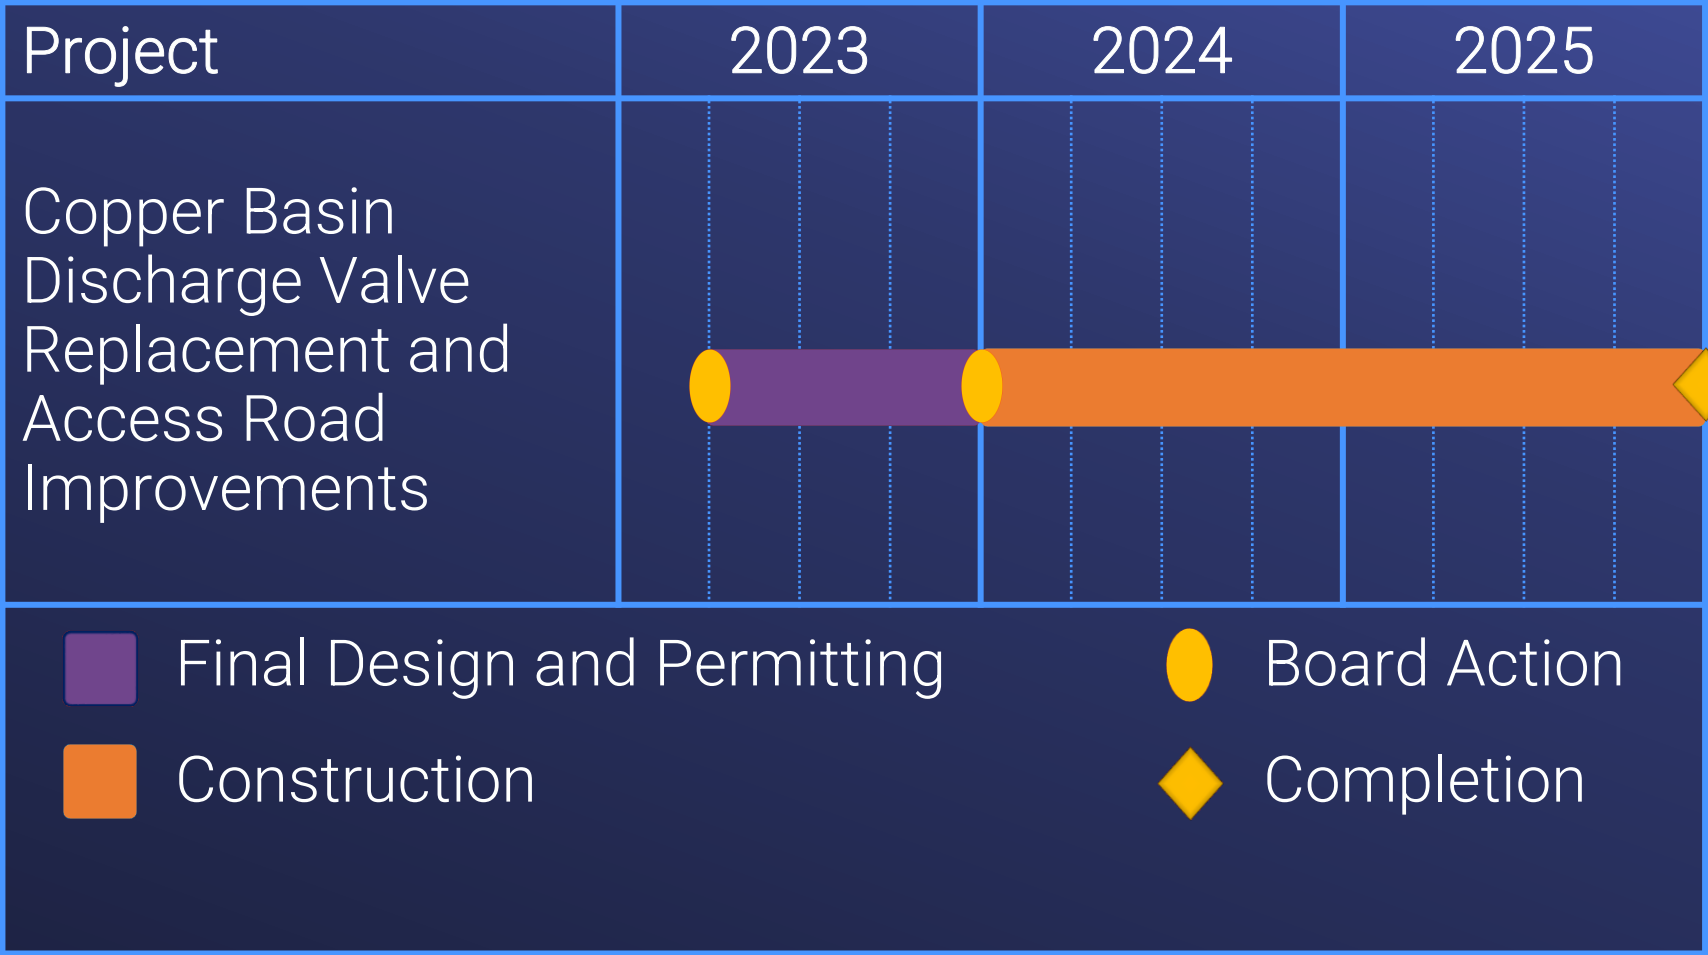 Project 2023 2024 2025
Copper Basin
Discharge Valve
Replacement and
Access Road
Improvements
Final Design and Permitting Board Action
Construction Completion